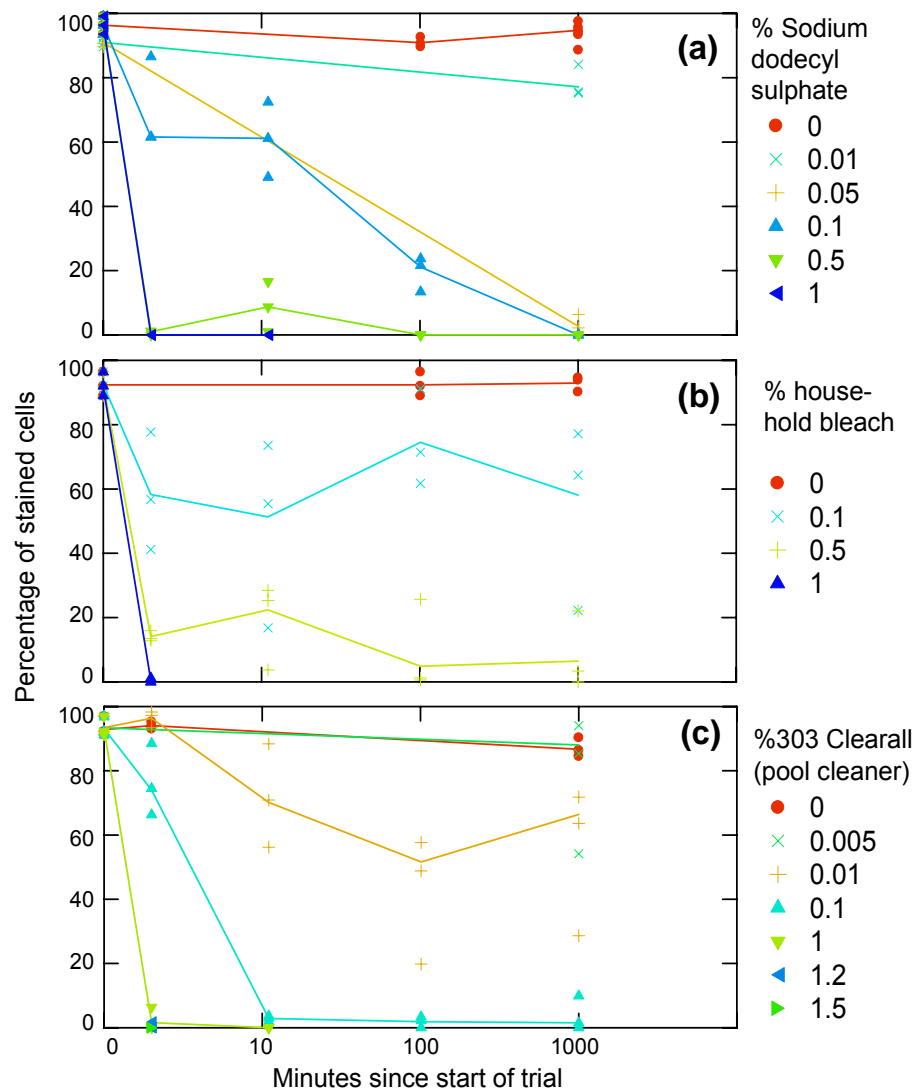 100
80
60
40
20
0
(a)
% Sodium
dodecyl
sulphate
0
0.01
0.05
0.1
0.5
1
Percentage of stained cells
100
80
60
40
20
0
(b)
% house-
hold bleach
0
0.1
0.5
1
100
80
60
40
20
0
(c)
%303 Clearall
(pool cleaner)
0
0.005
0.01
0.1
1
1.2
1.5
0 10 100 1000
Minutes since start of trial